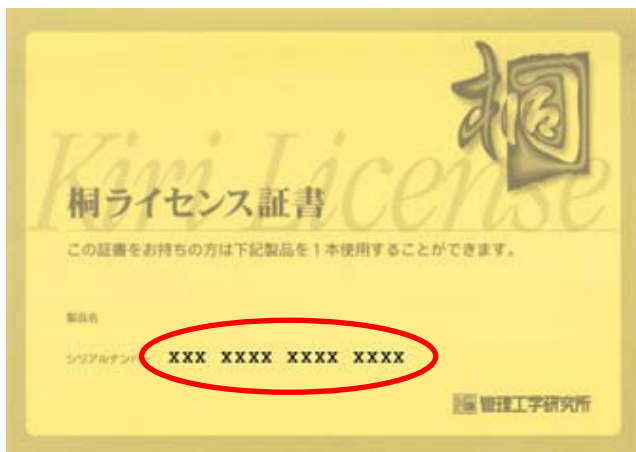 桐
Kiri License
桐ライセンス証書
この証書をお持ちの方は下記製品を1本使用することができます。
製品名
シリアルナンバー XXX XXXX XXXX XXXX
管理工学研究所